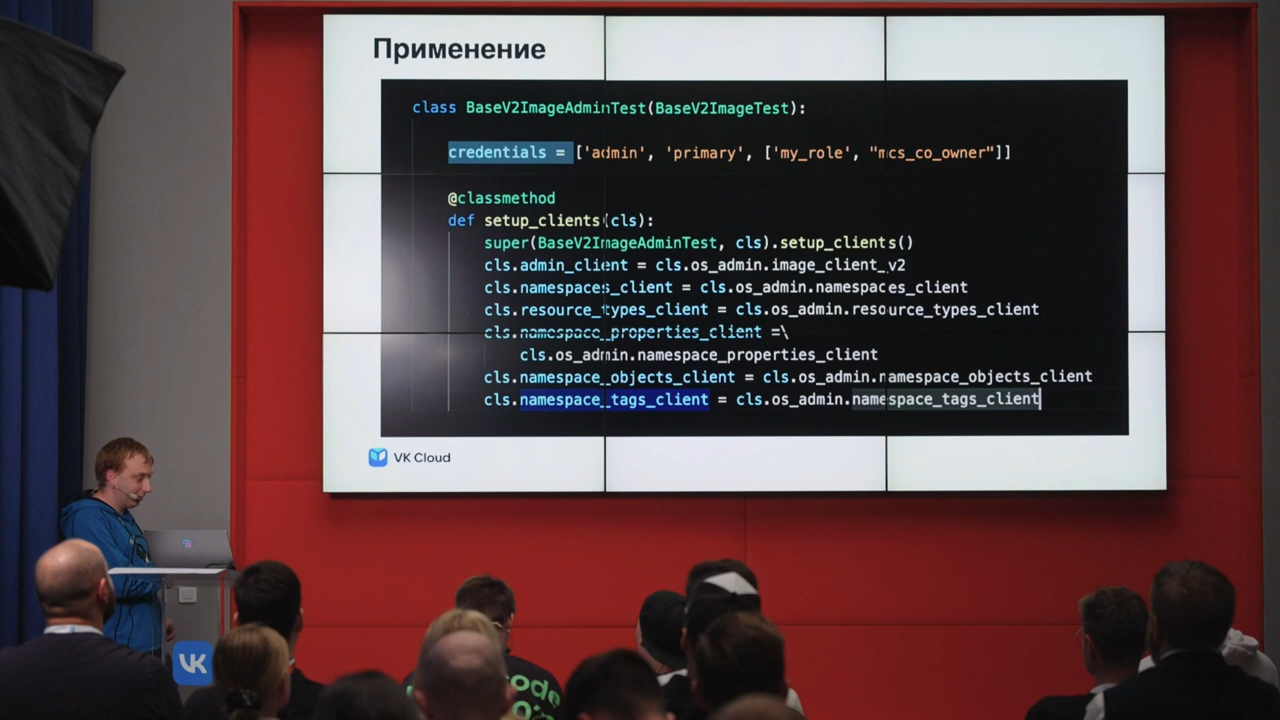 Применение
class BaseV2ImageAdminTest(BaseV2ImageTest):
credentials = ['admin', 'primary', ['my_role', "mcs_co_owner"]]
@classmethod
def setup_clients(cls):
super(BaseV2ImageAdminTest, cls).setup_clients()
cls.admin_client = cls.os_admin.image_client_v2
cls.namespaces_client = cls.os_admin.namespaces_client
cls.resource_types_client = cls.os_admin.resource_types_client
cls.namespace_properties_client =\
cls.os_admin.namespace_properties_client
cls.namespace_objects_client = cls.os_admin.namespace_objects_client
cls.namespace_tags_client = cls.os_admin.namespace_tags_client
VK Cloud
VK